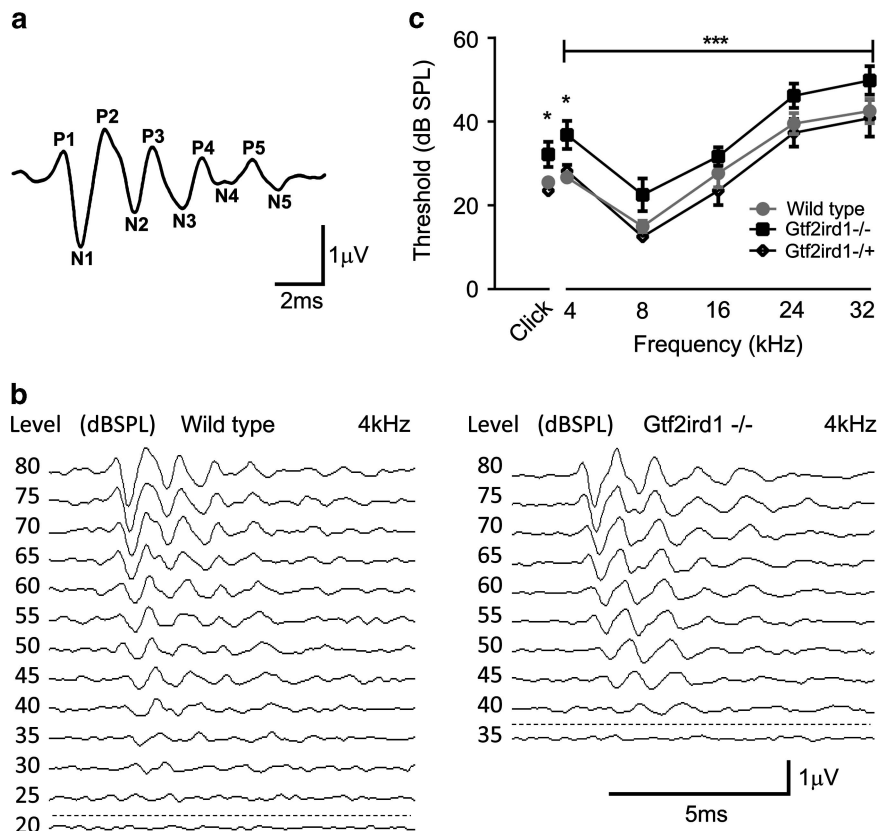 a
P1 P2 P3 P4 P5
N1 N2 N3 N4 N5
1μV
2ms
c
Threshold (dB SPL)
60
40
20
0
***
*
*
Wild type
Gtf2ird1-/-
Gtf2ird1-/+
Click 4 8 16 24 32
Frequency (kHz)
b
Level (dBSPL) Wild type 4kHz
80
75
70
65
60
55
50
45
40
35
30
25
20
Level (dBSPL) Gtf2ird1 -/- 4kHz
80
75
70
65
60
55
50
45
40
35
1μV
5ms